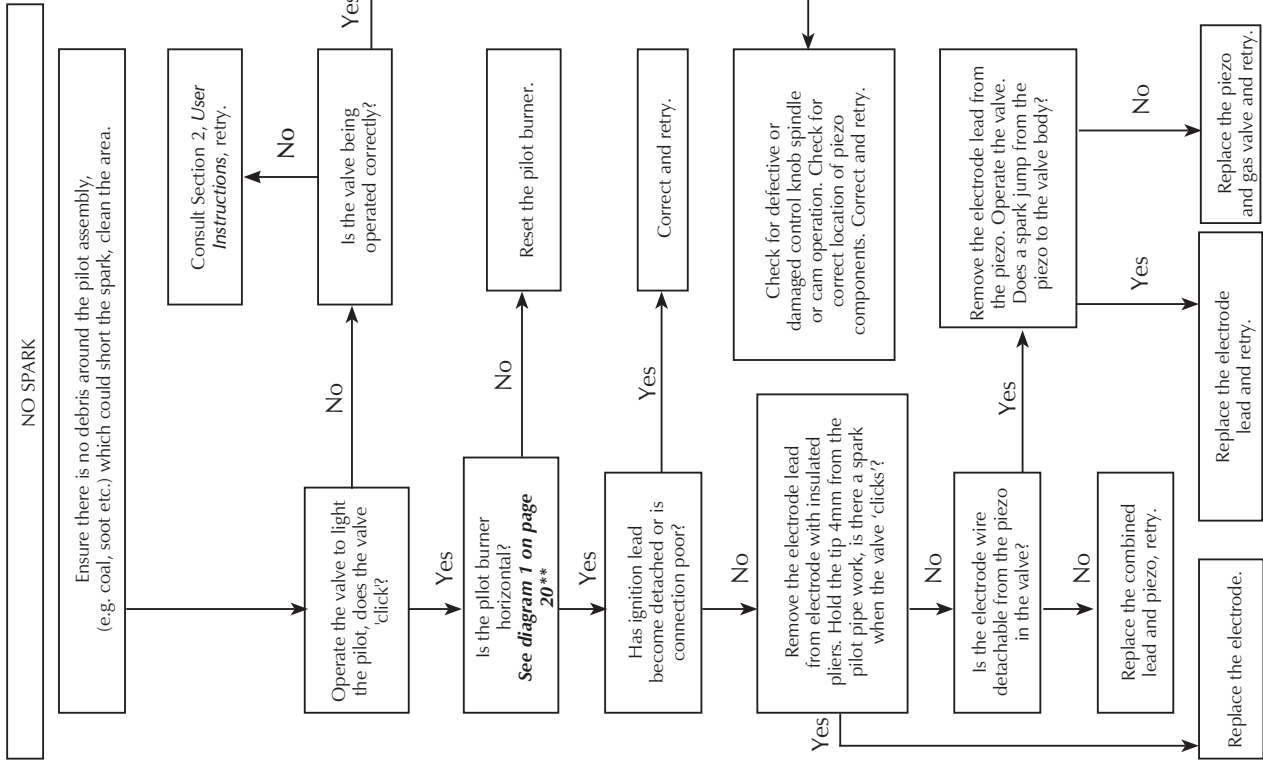 NO SPARK
Ensure there is no debris around the pilot assembly,
(e.g. coal, soot etc.) which could short the spark, clean the area.
Operate the valve to light
the pilot, does the valve
'click?
No
Is the valve being
operated correctly?
No
Consult Section 2, User
Instructions, retry.
Yes
Yes
Is the pIlot burner
horizontal?
See diagram 1 on page
20**
No
Reset the pilot burner.
Yes
Has ignition lead
become detached or is
connection poor?
Yes
Correct and retry.
No
Remove the electrode lead
from electrode with insulated
pliers. Hold the tip 4mm from the
pilot pipe work, is there a spark
when the valve ‘clicks’?
Check for defective or
damaged control knob spindle
or cam operation. Check for
correct location of piezo
components. Correct and retry.
Yes
No
Is the electrode wire
detachable from the piezo
in the valve?
Yes
Remove the electrode lead from
the piezo. Operate the valve.
Does a spark jump from the
piezo to the valve body?
No
Replace the combined
lead and piezo, retry.
Yes
No
Replace the electrode.
Replace the electrode
lead and retry.
Replace the piezo
and gas valve and retry.